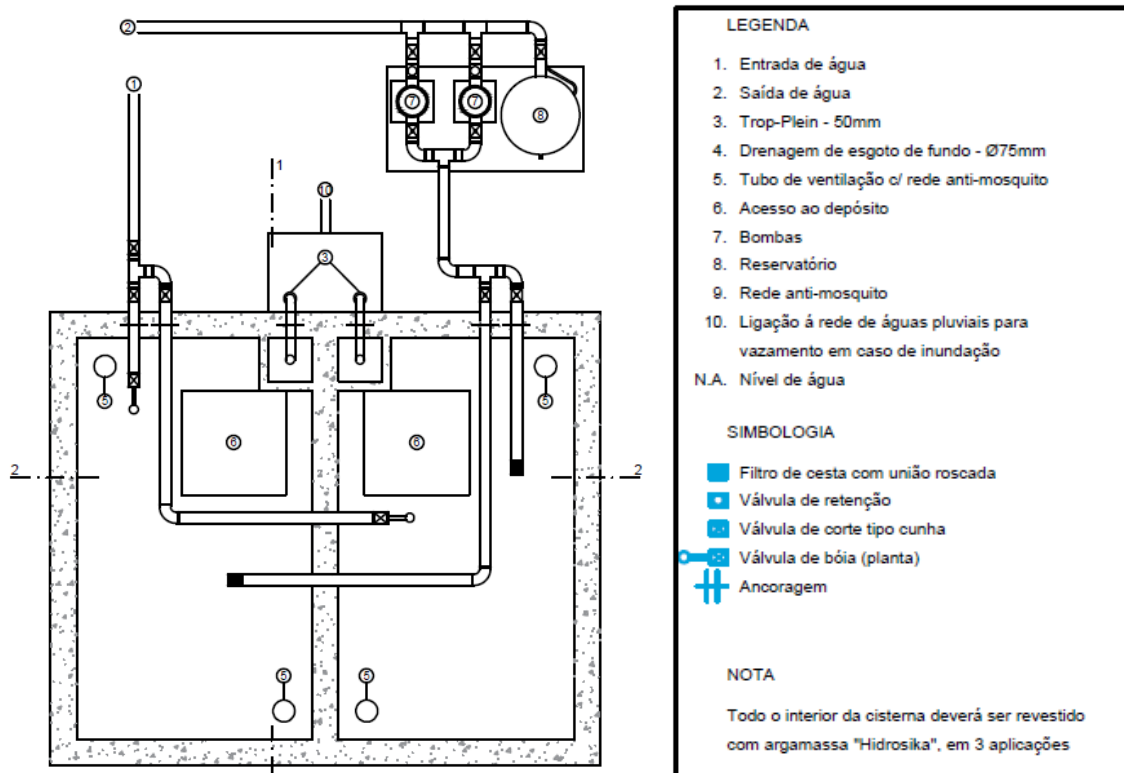 2
1
7
7
8
1
10
3
5
5
6
6
2
2
5
5
LEGENDA
1. Entrada de água
2. Saída de água
3. Trop-Plein - 50mm
4. Drenagem de esgoto de fundo - Ø75mm
5. Tubo de ventilação c/ rede anti-mosquito
6. Acesso ao depósito
7. Bombas
8. Reservatório
9. Rede anti-mosquito
10. Ligação á rede de águas pluviais para
vazamento em caso de inundação
N.A. Nível de água
SIMBOLOGIA
Filtro de cesta com união roscada
Válvula de retenção
Válvula de corte tipo cunha
Válvula de bóia (planta)
Ancoragem
NOTA
Todo o interior da cisterna deverá ser revestido
com argamassa "Hidrosika", em 3 aplicações